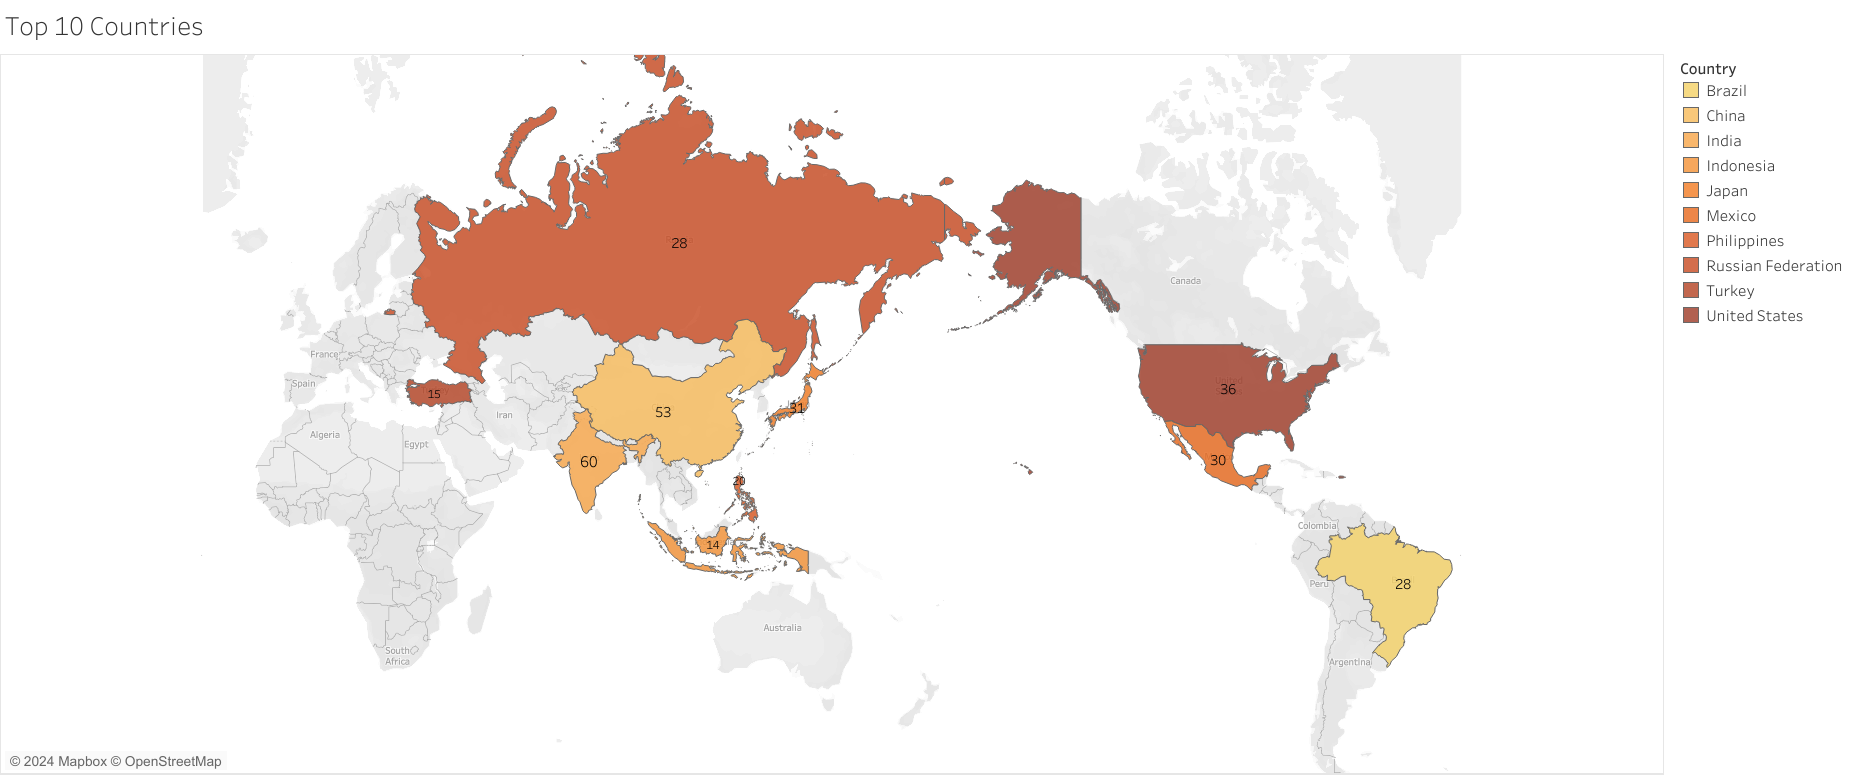 Top 10 Countries
Country
Brazil
China
India
Indonesia
Japan
Mexico
Philippines
Russian Federation
Turkey
United States
28
Canada
France
Spain
15
Iran
Algeria
Egypt
53
31
36
60
30
20
14
Colombia
Peru
28
Australia
South
Africa
Argentina
© 2024 Mapbox © OpenStreetMap